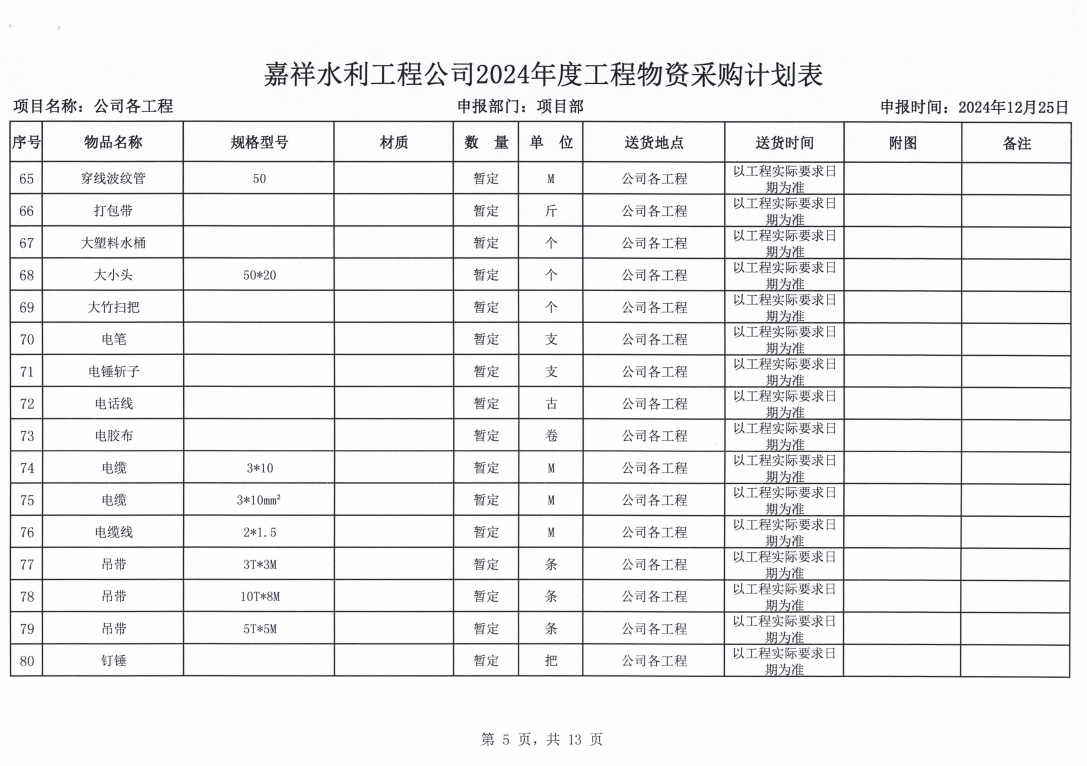 嘉祥水利工程公司2024年度工程物资采购计划表
项目名称：公司各工程 申报部门：项目部 申报时间：2024年12月25日
序号 物品名称 规格型号 材质 数 量 单 位 送货地点 送货时间 附图 备注
65 穿线波纹管 50 暂定 M 公司各工程 以工程实际要求日期为准
66 打包带 暂定 斤 公司各工程 以工程实际要求日期为准
67 大塑料水桶 暂定 个 公司各工程 以工程实际要求日期为准
68 大小头 50*20 暂定 个 公司各工程 以工程实际要求日期为准
69 大竹扫把 暂定 个 公司各工程 以工程实际要求日期为准
70 电笔 暂定 支 公司各工程 以工程实际要求日期为准
71 电锤斩子 暂定 支 公司各工程 以工程实际要求日期为准
72 电话线 暂定 古 公司各工程 以工程实际要求日期为准
73 电胶布 暂定 卷 公司各工程 以工程实际要求日期为准
74 电缆 3*10 暂定 M 公司各工程 以工程实际要求日期为准
75 电缆 3*10mm² 暂定 M 公司各工程 以工程实际要求日期为准
76 电缆线 2*1.5 暂定 M 公司各工程 以工程实际要求日期为准
77 吊带 3T*3M 暂定 条 公司各工程 以工程实际要求日期为准
78 吊带 10T*8M 暂定 条 公司各工程 以工程实际要求日期为准
79 吊带 5T*5M 暂定 条 公司各工程 以工程实际要求日期为准
80 钉锤 暂定 把 公司各工程 以工程实际要求日期为准
第 5 页，共 13 页